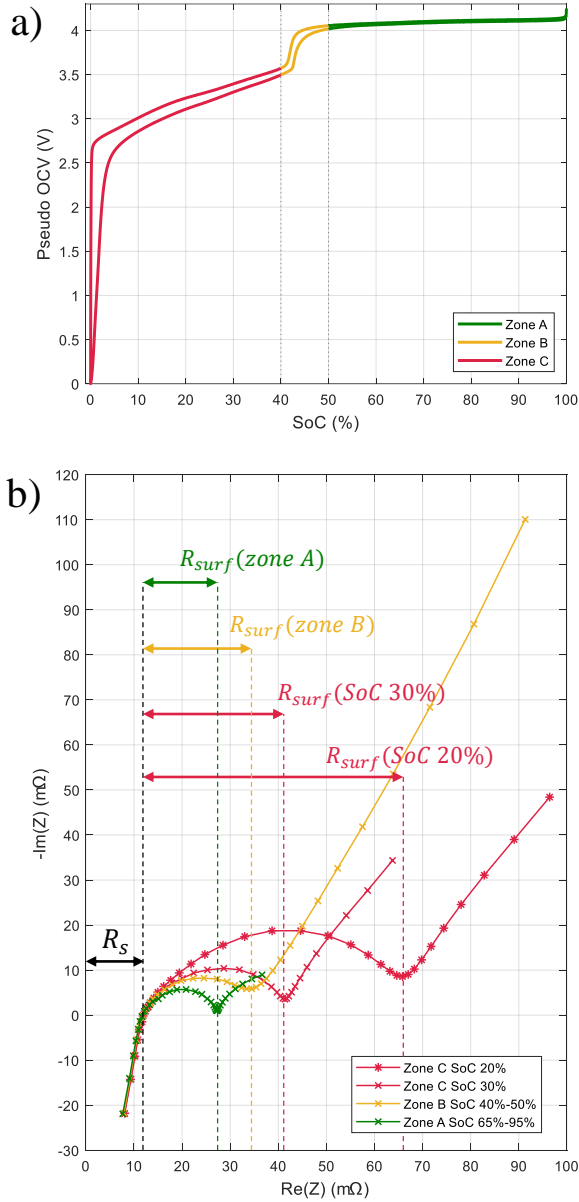 a)
Pseudo OCV (V)
4
3.5
3
2.5
2
1.5
1
0.5
0
0 10 20 30 40 50 60 70 80 90 100
SoC (%)
Zone A
Zone B
Zone C
b)
-Im(Z) (mΩ)
120
110
100
90
80
70
60
50
40
30
20
10
0
-10
-20
-30
R_surf(zone A)
R_surf(zone B)
R_surf(SoC 30%)
R_surf(SoC 20%)
R_s
Zone C SoC 20%
Zone C SoC 30%
Zone B SoC 40%-50%
Zone A SoC 65%-95%
0 10 20 30 40 50 60 70 80 90 100
Re(Z) (mΩ)